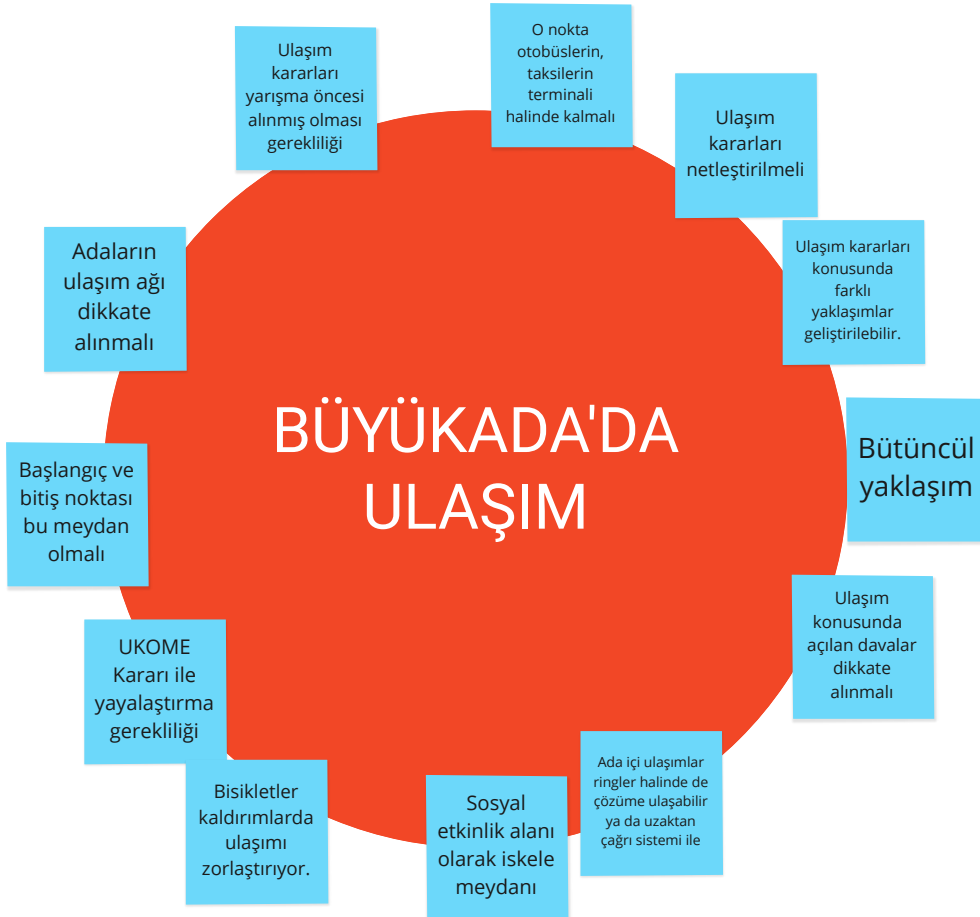 O nokta
otobüslerin,
taksilerin
terminali
halinde kalmalı
Ulaşım
kararları
yarışma öncesi
alınmış olması
gerekliliği
Ulaşım
kararları
netleştirilmeli
Ulaşım kararları
konusunda
farklı
yaklaşımlar
geliştirilebilir.
Adaların
ulaşım ağı
dikkate
alınmalı
BÜYÜKADA'DA
ULAŞIM
Bütüncül
yaklaşım
Başlangıç ve
bitiş noktası
bu meydan
olmalı
Ulaşım
konusunda
açılan davalar
dikkate
alınmalı
UKOME
Kararı ile
yayalaştırma
gerekliliği
Ada içi ulaşımlar
ringler halinde de
çözüme ulaşabilir
ya da uzaktan
çağrı sistemi ile
Bisikletler
kaldırımlarda
ulaşımı
zorlaştırıyor.
Sosyal
etkinlik alanı
olarak iskele
meydanı